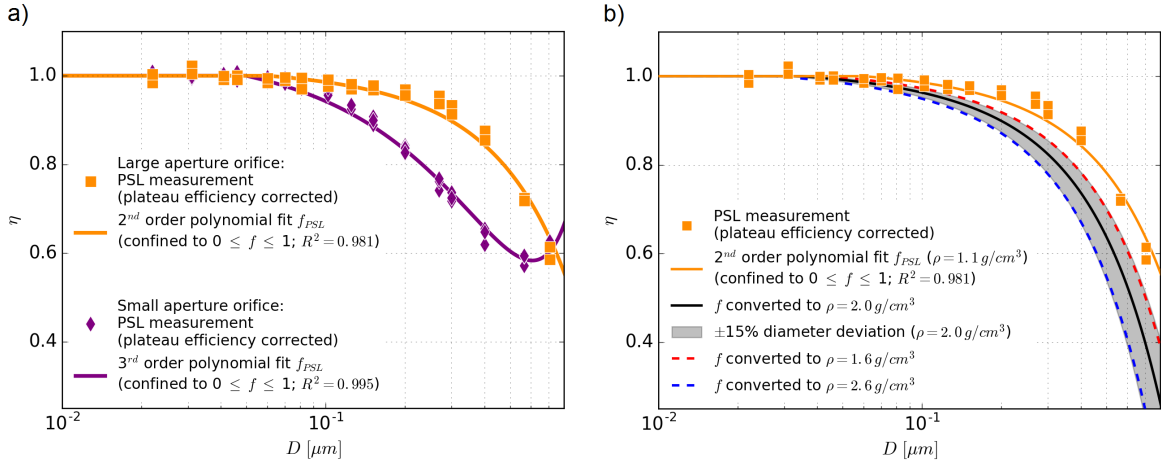 a)
1.0
0.8
0.6
0.4
η
Large aperture orifice:
PSL measurement
(plateau efficiency corrected)
2nd order polynomial fit f_PSL
(confined to 0 ≤ f ≤ 1; R² = 0.981)
Small aperture orifice:
PSL measurement
(plateau efficiency corrected)
3rd order polynomial fit f_PSL
(confined to 0 ≤ f ≤ 1; R² = 0.995)
10⁻² 10⁻¹
D [μm]
b)
1.0
0.8
0.6
0.4
η
PSL measurement
(plateau efficiency corrected)
2nd order polynomial fit f_PSL (ρ = 1.1 g/cm³)
(confined to 0 ≤ f ≤ 1; R² = 0.981)
f converted to ρ = 2.0 g/cm³
±15% diameter deviation (ρ = 2.0 g/cm³)
f converted to ρ = 1.6 g/cm³
f converted to ρ = 2.6 g/cm³
10⁻² 10⁻¹
D [μm]